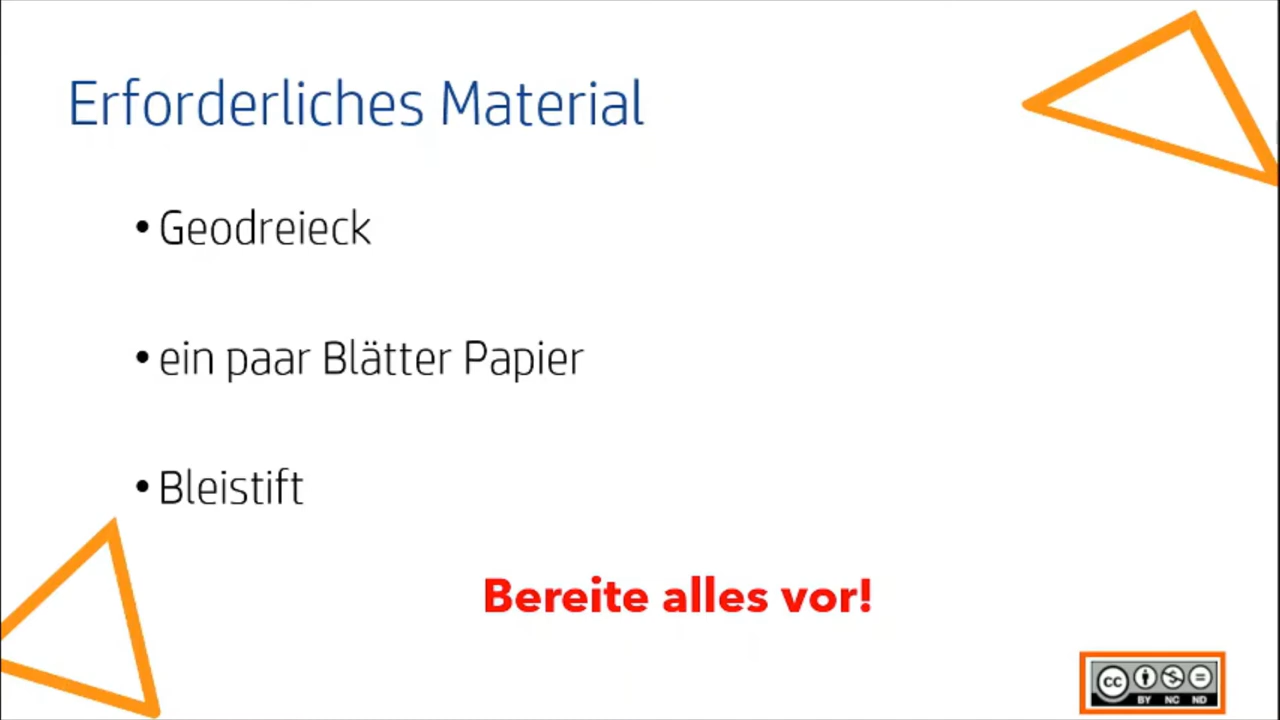 Erforderliches Material
• Geodreieck
• ein paar Blätter Papier
• Bleistift
Bereite alles vor!
cc
BY NC ND